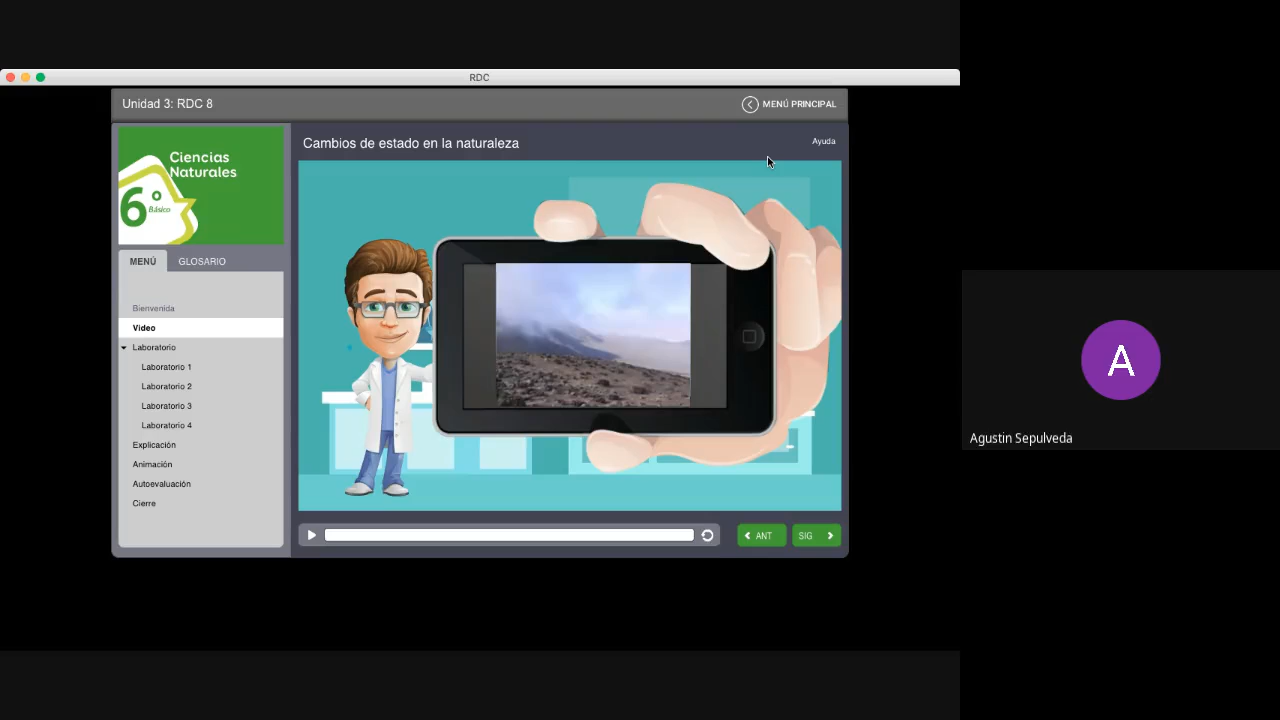 RDC
Unidad 3: RDC 8
MENÚ PRINCIPAL
Ciencias
Naturales
6º
Básico
Cambios de estado en la naturaleza
Ayuda
MENÚ
GLOSARIO
Bienvenida
Video
Laboratorio
Laboratorio 1
Laboratorio 2
Laboratorio 3
Laboratorio 4
Explicación
Animación
Autoevaluación
Cierre
ANT
SIG
A
Agustin Sepulveda